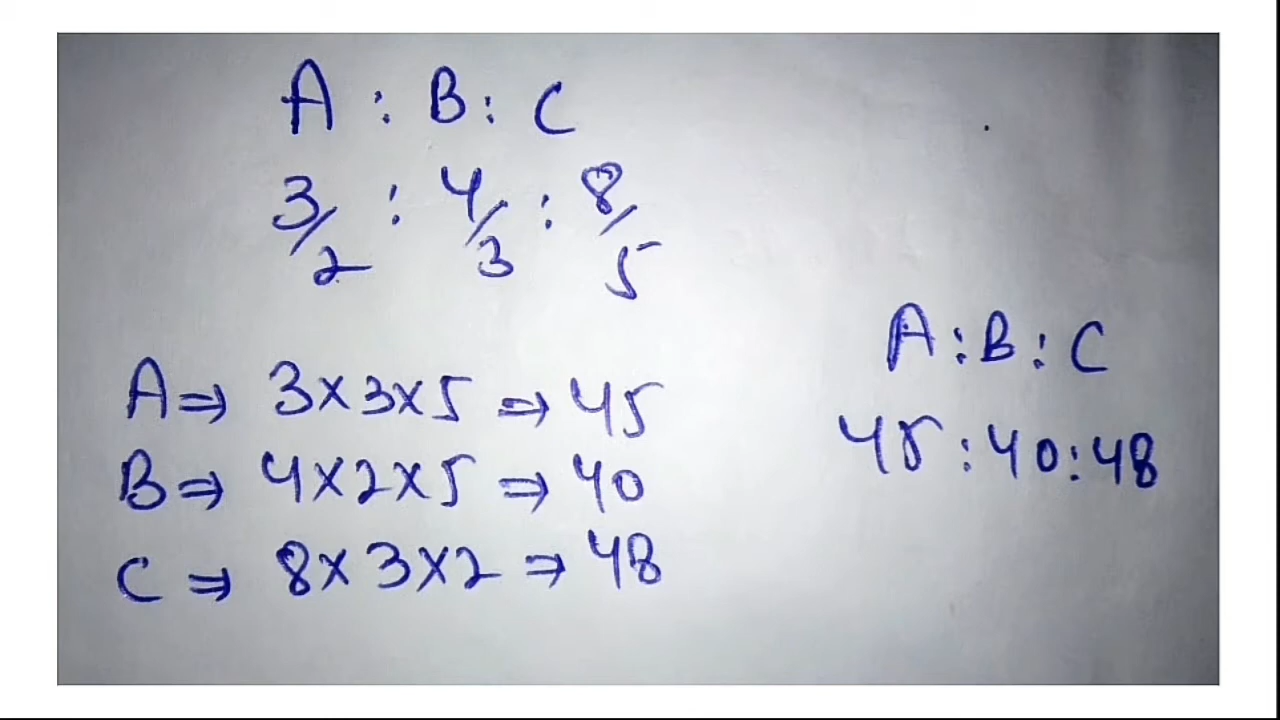 A : B : C
3/2 : 4/3 : 8/5
A ⇒ 3×3×5 ⇒ 45
B ⇒ 4×2×5 ⇒ 40
C ⇒ 8×3×2 ⇒ 48
A : B : C
45 : 40 : 48